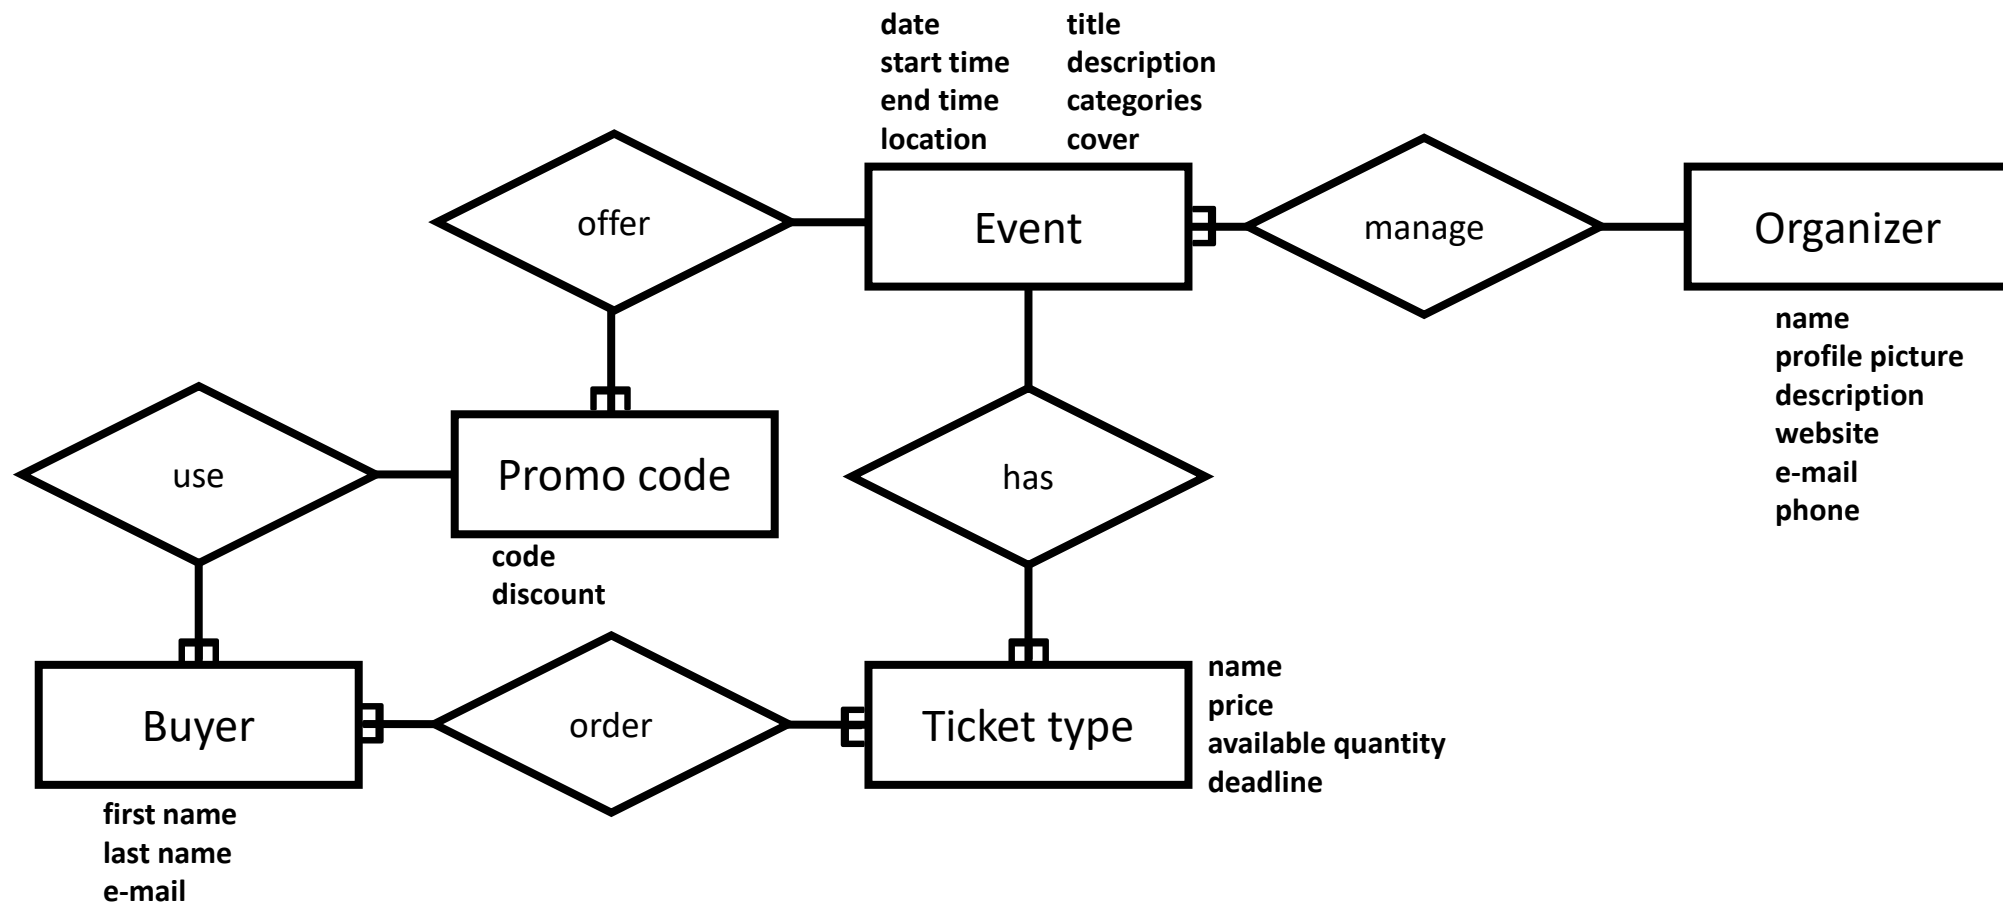 date
start time
end time
location
title
description
categories
cover
offer
Event
manage
Organizer
name
profile picture
description
website
e-mail
phone
use
Promo code
code
discount
has
Buyer
first name
last name
e-mail
order
Ticket type
name
price
available quantity
deadline